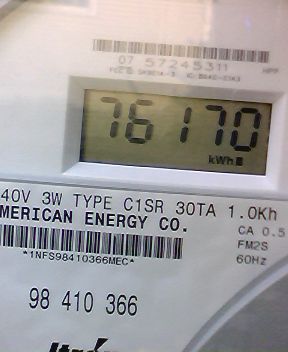 07 57245311
76170
kWh
40V 3W TYPE C1SR 30TA 1.0Kh
MERICAN ENERGY CO.
CA 0.5
FM2S
*1NFS98410366MEC*
60Hz
98 410 366
Itrón